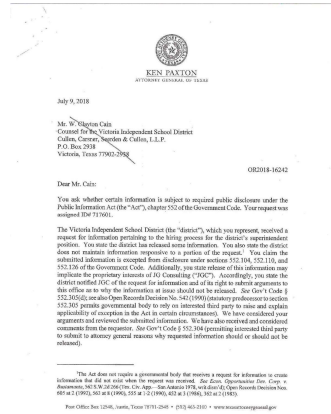 KEN PAXTON
ATTORNEY GENERAL OF TEXAS
July 9, 2018
Mr. W. Clayton Cain
Counsel for the Victoria Independent School District
Cullen, Carsner, Seerden & Cullen, L.L.P.
P.O. Box 2938
Victoria, Texas 77902-2938
OR2018-16242
Dear Mr. Cain:
You ask whether certain information is subject to required public disclosure under the
Public Information Act (the "Act"), chapter 552 of the Government Code. Your request was
assigned ID# 717601.
The Victoria Independent School District (the "district"), which you represent, received a
request for information pertaining to the hiring process for the district's superintendent
position. You state the district has released some information. You also state the district
does not maintain information responsive to a portion of the request.¹ You claim the
submitted information is excepted from disclosure under sections 552.104, 552.110, and
552.126 of the Government Code. Additionally, you state release of this information may
implicate the proprietary interests of JG Consulting ("JGC"). Accordingly, you state the
district notified JGC of the request for information and of its right to submit arguments to
this office as to why the information at issue should not be released. See Gov't Code §
552.305(d); see also Open Records Decision No. 542 (1990) (statutory predecessor to section
552.305 permits governmental body to rely on interested third party to raise and explain
applicability of exception in the Act in certain circumstances). We have considered your
arguments and reviewed the submitted information. We have also received and considered
comments from the requestor. See Gov't Code § 552.304 (permitting interested third party
to submit to attorney general reasons why requested information should or should not be
released).
¹The Act does not require a governmental body that receives a request for information to create
information that did not exist when the request was received. See Econ. Opportunities Dev. Corp. v.
Bustamante, 562 S.W.2d 266 (Tex. Civ. App.—San Antonio 1978, writ dism'd); Open Records Decision Nos.
605 at 2 (1992), 563 at 8 (1990), 555 at 1-2 (1990), 452 at 3 (1986), 362 at 2 (1983).
Post Office Box 12548, Austin, Texas 78711-2548 • (512) 463-2100 • www.texasattorneygeneral.gov